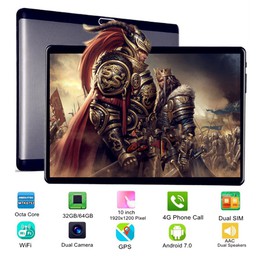 Octa Core
32GB/64GB
10 inch
1920x1200 Pixel
4G Phone Call
Dual SIM
WiFi
Dual Camera
GPS
Android 7.0
AAC
Dual Speakers